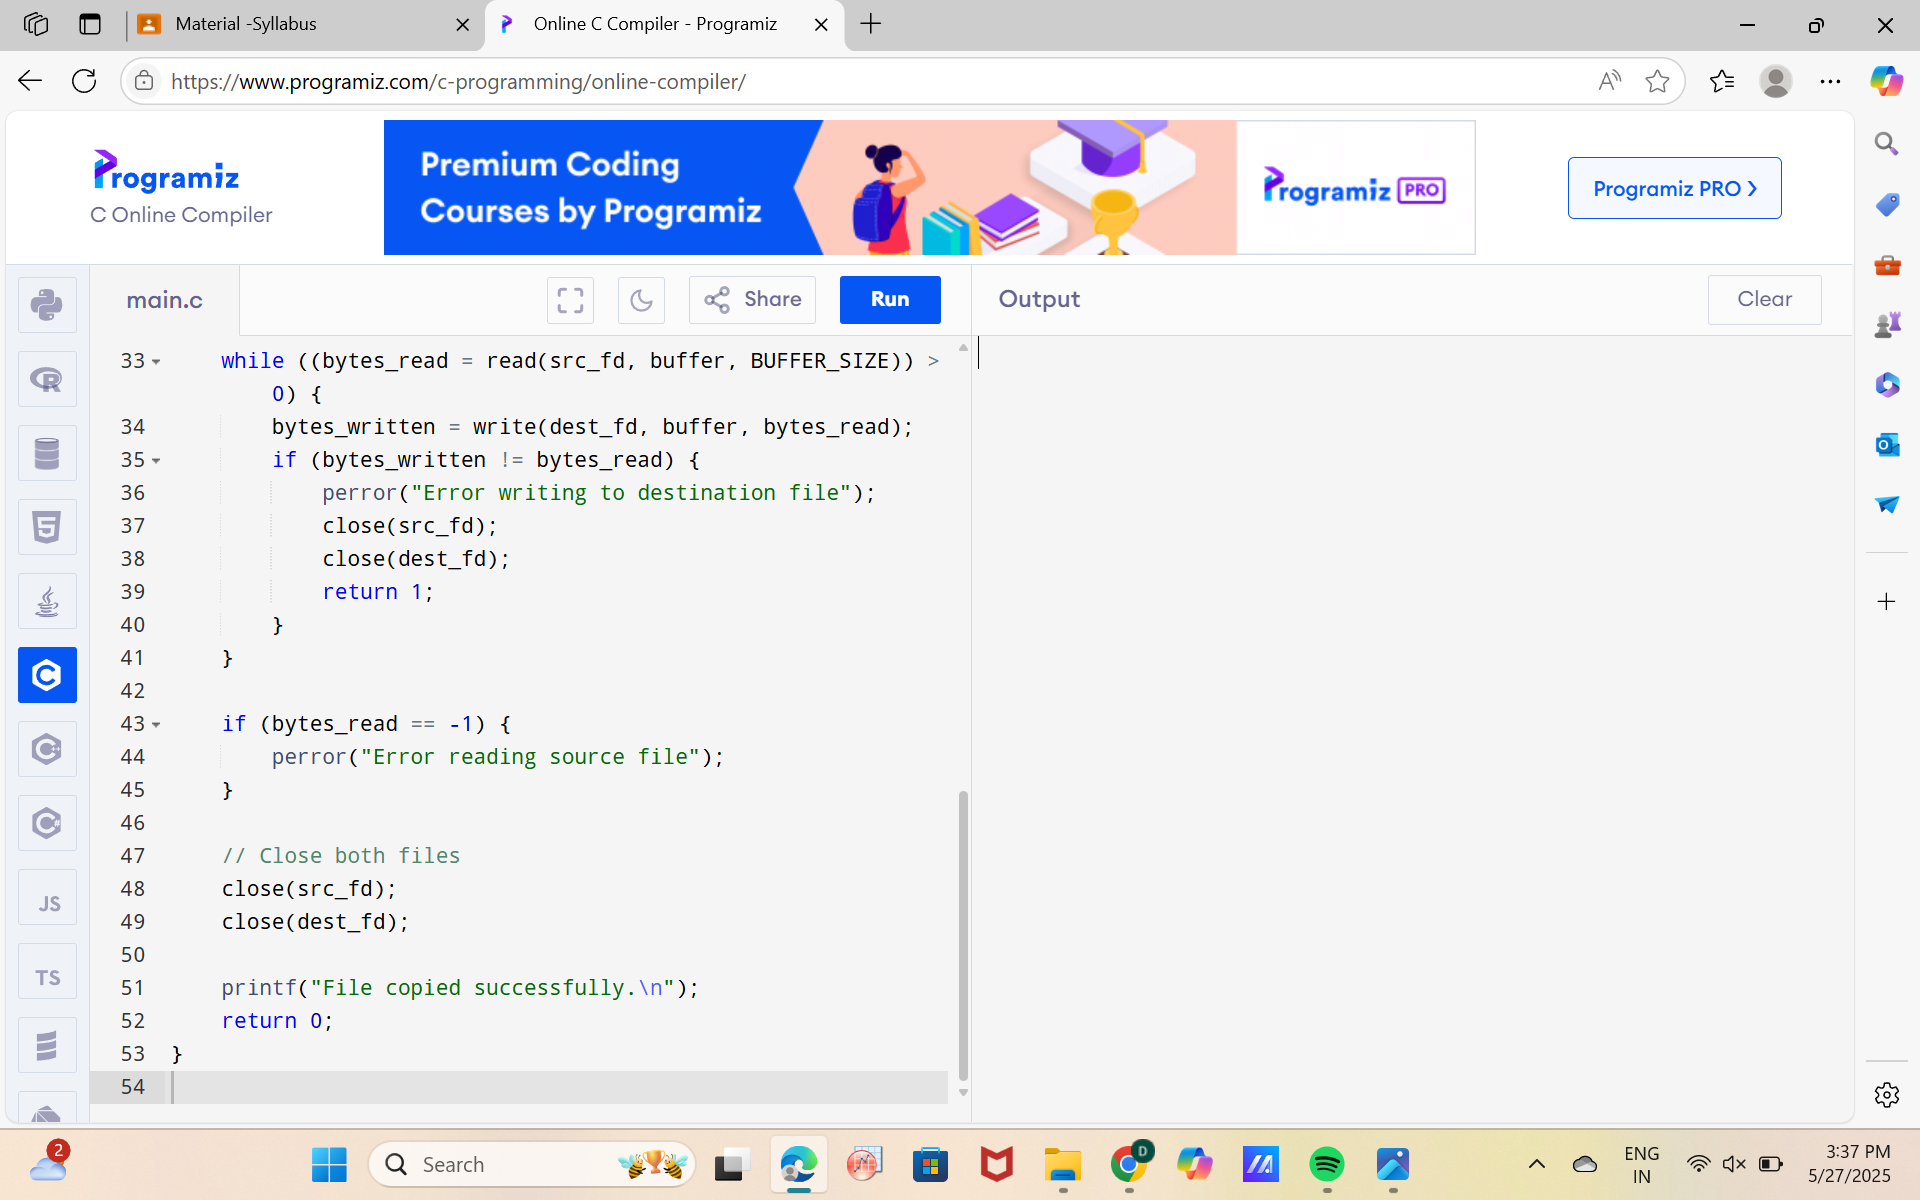 Material -Syllabus
Online C Compiler - Programiz
https://www.programiz.com/c-programming/online-compiler/
Programiz
C Online Compiler
Premium Coding
Courses by Programiz
Programiz PRO
Programiz PRO ❯
main.c
Share
Run
Output
Clear
33 while ((bytes_read = read(src_fd, buffer, BUFFER_SIZE)) >
0) {
34 bytes_written = write(dest_fd, buffer, bytes_read);
35 if (bytes_written != bytes_read) {
36 perror("Error writing to destination file");
37 close(src_fd);
38 close(dest_fd);
39 return 1;
40 }
41 }
42
43 if (bytes_read == -1) {
44 perror("Error reading source file");
45 }
46
47 // Close both files
48 close(src_fd);
49 close(dest_fd);
50
51 printf("File copied successfully.\n");
52 return 0;
53 }
54
JS
TS
2
Search
D
ENG
IN
3:37 PM
5/27/2025